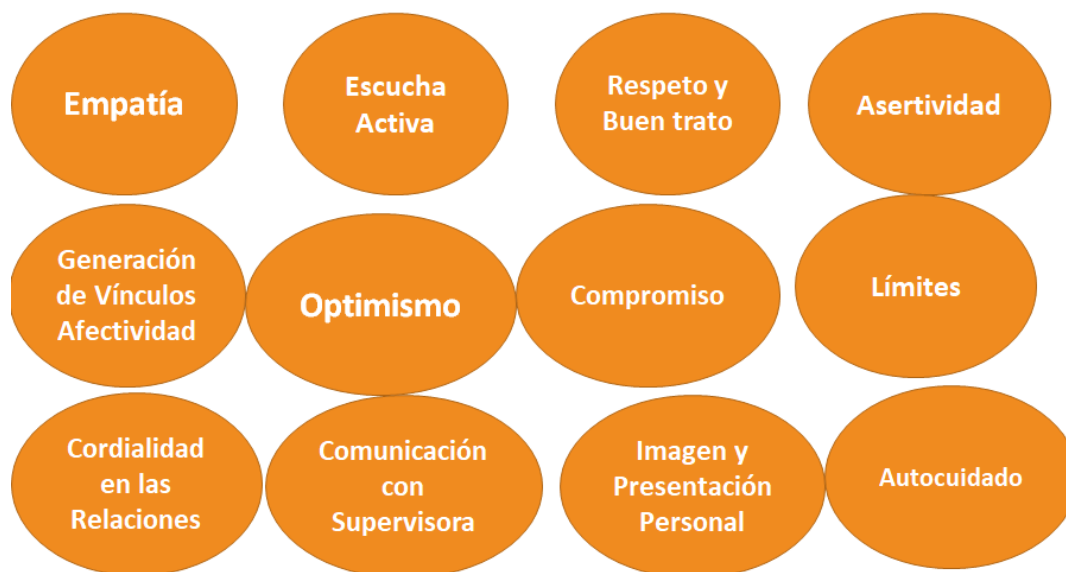 Empatía
Escucha
Activa
Respeto y
Buen trato
Asertividad
Generación
de Vínculos
Afectividad
Optimismo
Compromiso
Límites
Cordialidad
en las
Relaciones
Comunicación
con
Supervisora
Imagen y
Presentación
Personal
Autocuidado